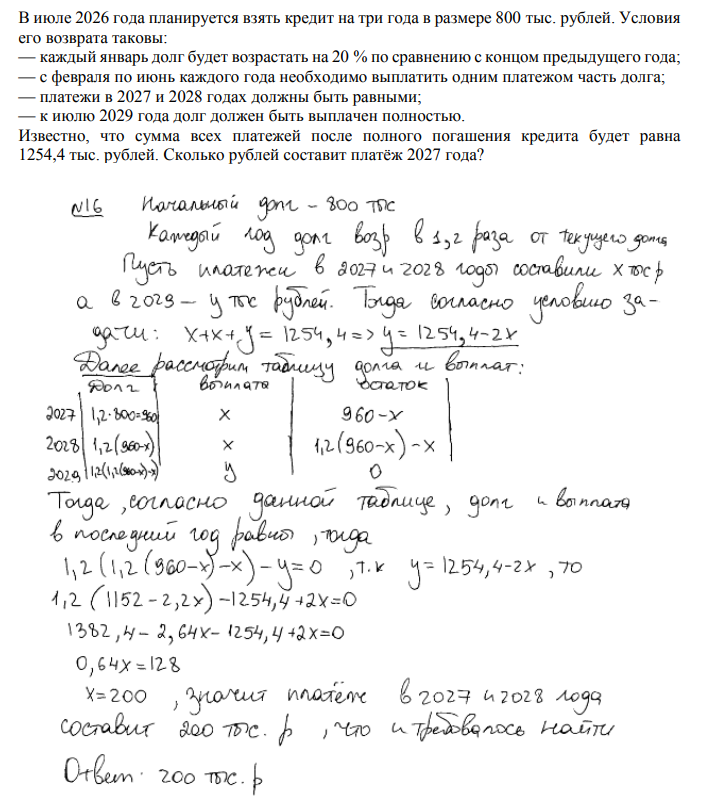 В июле 2026 года планируется взять кредит на три года в размере 800 тыс. рублей. Условия
его возврата таковы:
— каждый январь долг будет возрастать на 20 % по сравнению с концом предыдущего года;
— с февраля по июнь каждого года необходимо выплатить одним платежом часть долга;
— платежи в 2027 и 2028 годах должны быть равными;
— к июлю 2029 года долг должен быть выплачен полностью.
Известно, что сумма всех платежей после полного погашения кредита будет равна
1254,4 тыс. рублей. Сколько рублей составит платёж 2027 года?
№16 Начальный долг – 800 тыс
Каждый год долг возр в 1,2 раза от текущего долга
Пусть платежи в 2027 и 2028 годы составили x тыс р
а в 2029 – y тыс рублей. Тогда согласно условию за-
дачи: x+x+y=1254,4=>y=1254,4-2x
Далее рассмотрим таблицу долга и выплат:
долг выплата остаток
2027 1,2·800=960 x 960-x
2028 1,2(960-x) x 1,2(960-x)-x
2029 1,2(1,2(960-x)-x) y 0
Тогда, согласно данной таблице, долг и выплата
в последний год равны, тогда
1,2(1,2(960-x)-x)-y=0 , т.к y=1254,4-2x , то
1,2(1152-2,2x)-1254,4+2x=0
1382,4-2,64x-1254,4+2x=0
0,64x=128
x=200 , значит платёж в 2027 и 2028 года
составит 200 тыс. р , что и требовалось найти
Ответ: 200 тыс. р